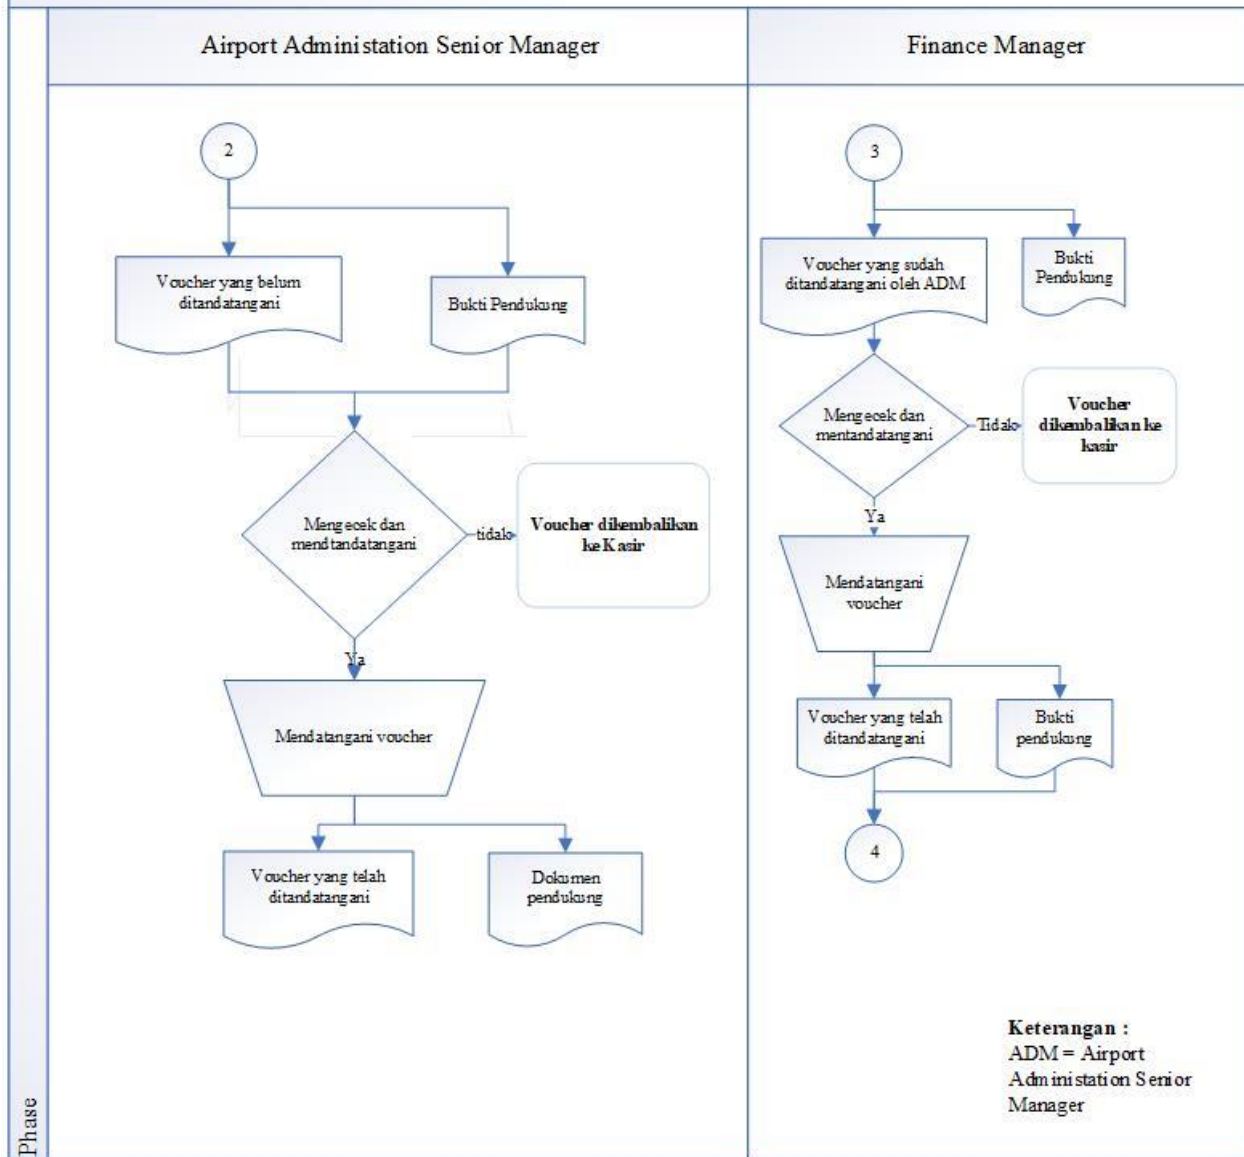 Airport Administation Senior Manager
Finance Manager
2
Voucher yang belum
ditandatangani
Bukti Pendukung
Mengecek dan
mendtandatangani
tidak
Voucher dikembalikan
ke Kasir
Ya
Mendatangani voucher
Voucher yang telah
ditandatangani
Dokumen
pendukung
3
Voucher yang sudah
ditandatangani oleh ADM
Bukti
Pendukung
Mengecek dan
mentandatangani
Tidak
Voucher
dikembalikan ke
kasir
Ya
Mendatangani
voucher
Voucher yang telah
ditandatangani
Bukti
pendukung
4
Keterangan :
ADM = Airport
Administation Senior
Manager
Phase